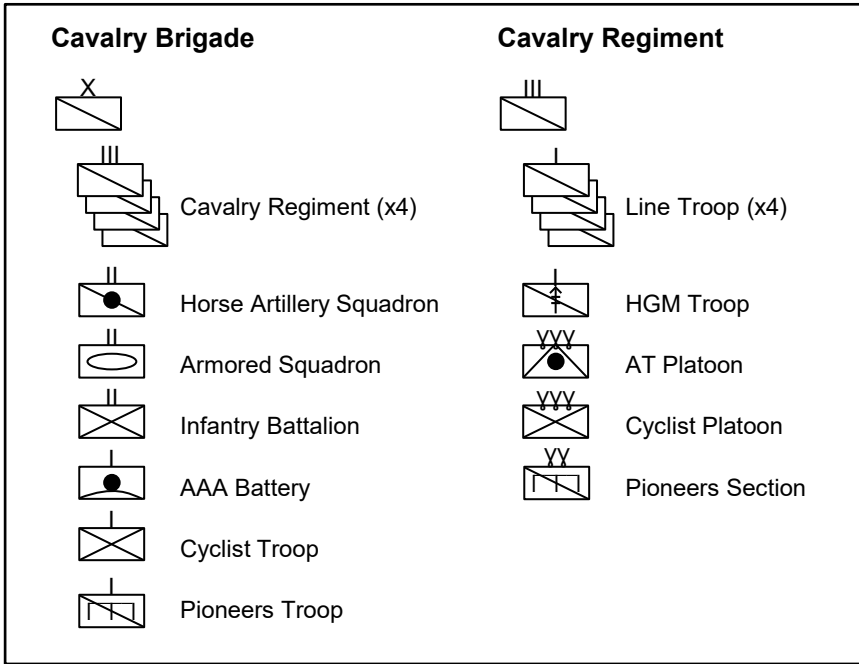 Cavalry Brigade
X
III
Cavalry Regiment (x4)
II
Horse Artillery Squadron
II
Armored Squadron
II
Infantry Battalion
I
AAA Battery
I
Cyclist Troop
I
Pioneers Troop
Cavalry Regiment
III
I
Line Troop (x4)
I
HGM Troop
AT Platoon
Cyclist Platoon
Pioneers Section